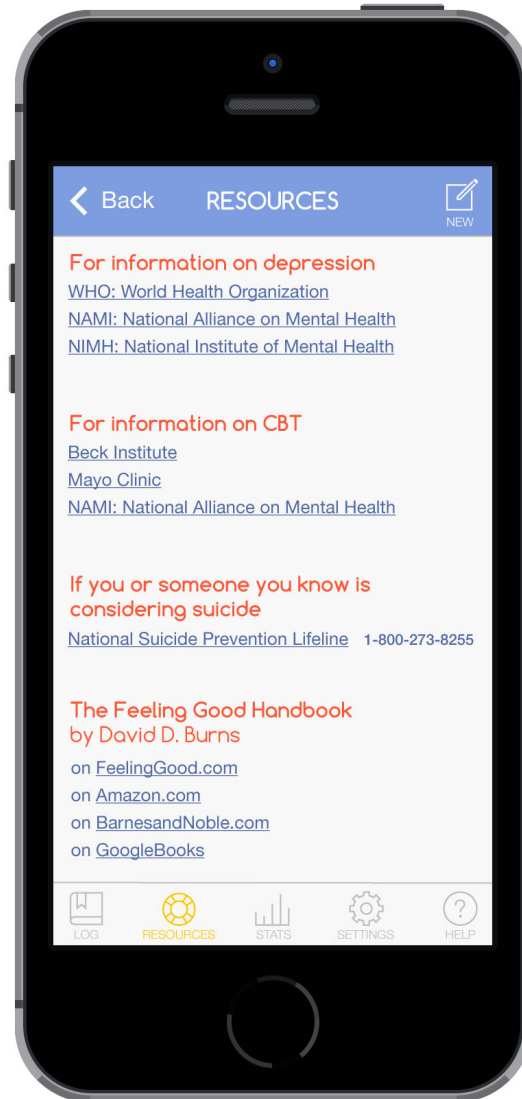 Back RESOURCES
NEW
For information on depression
WHO: World Health Organization
NAMI: National Alliance on Mental Health
NIMH: National Institute of Mental Health
For information on CBT
Beck Institute
Mayo Clinic
NAMI: National Alliance on Mental Health
If you or someone you know is
considering suicide
National Suicide Prevention Lifeline 1-800-273-8255
The Feeling Good Handbook
by David D. Burns
on FeelingGood.com
on Amazon.com
on BarnesandNoble.com
on GoogleBooks
LOG RESOURCES STATS SETTINGS HELP